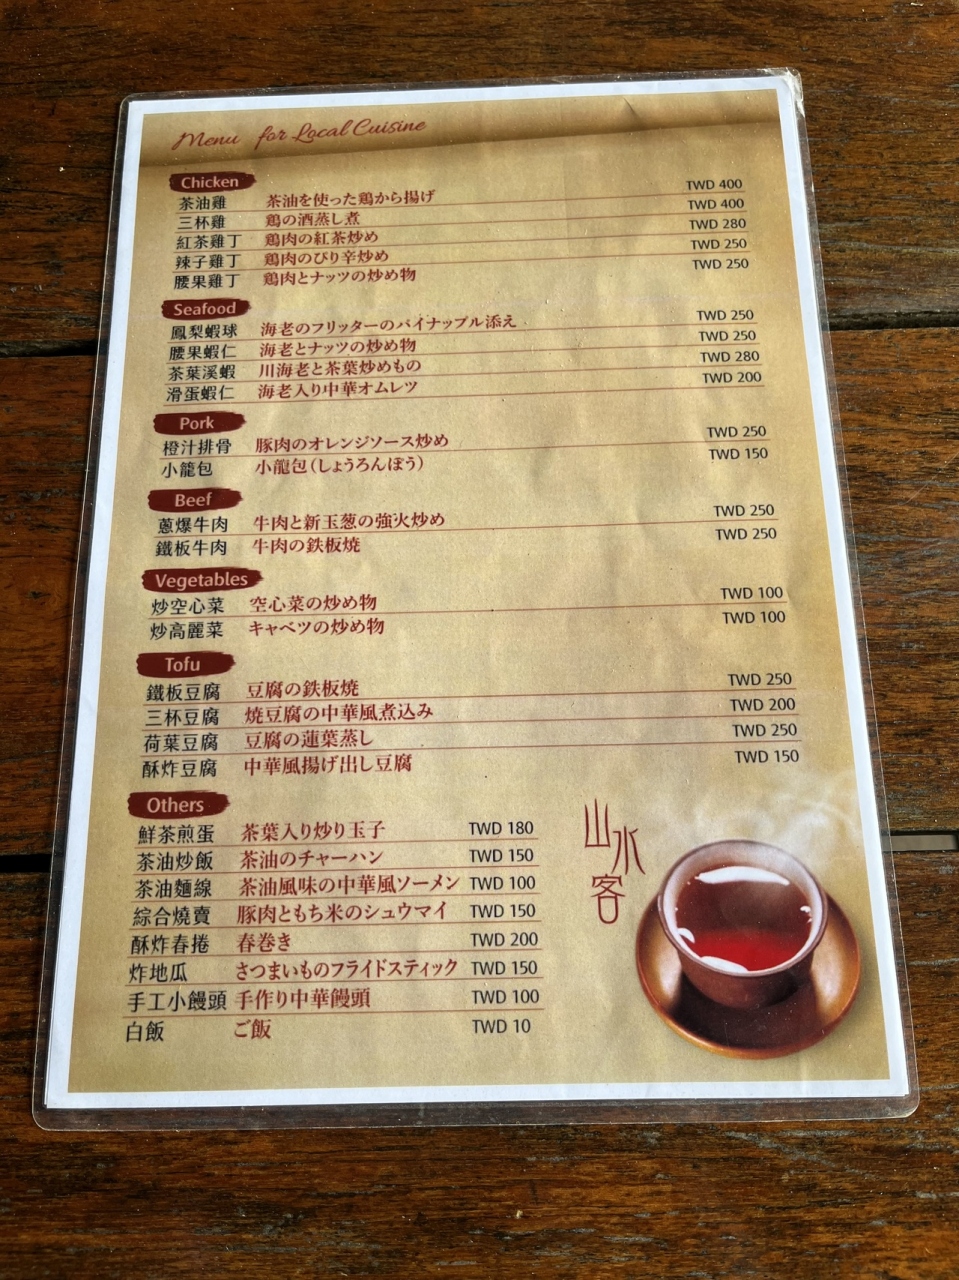 Menu for Local Cuisine
Chicken
茶油雞 茶油を使った鶏から揚げ TWD 400
三杯雞 鶏の酒蒸し煮 TWD 400
紅茶雞丁 鶏肉の紅茶炒め TWD 280
辣子雞丁 鶏肉のぴり辛炒め TWD 250
腰果雞丁 鶏肉とナッツの炒め物 TWD 250
Seafood
鳳梨蝦球 海老のフリッターのパイナップル添え TWD 250
腰果蝦仁 海老とナッツの炒め物 TWD 250
茶葉溪蝦 川海老と茶葉炒めもの TWD 280
滑蛋蝦仁 海老入り中華オムレツ TWD 200
Pork
橙汁排骨 豚肉のオレンジソース炒め TWD 250
小籠包 小龍包(しょうろんぽう) TWD 150
Beef
蔥爆牛肉 牛肉と新玉葱の強火炒め TWD 250
鐵板牛肉 牛肉の鉄板焼 TWD 250
Vegetables
炒空心菜 空心菜の炒め物 TWD 100
炒高麗菜 キャベツの炒め物 TWD 100
Tofu
鐵板豆腐 豆腐の鉄板焼 TWD 250
三杯豆腐 焼豆腐の中華風煮込み TWD 200
荷葉豆腐 豆腐の蓮葉蒸し TWD 250
酥炸豆腐 中華風揚げ出し豆腐 TWD 150
Others
鮮茶煎蛋 茶葉入り炒り玉子 TWD 180
茶油炒飯 茶油のチャーハン TWD 150
茶油麵線 茶油風味の中華風ソーメン TWD 100
綜合燒賣 豚肉ともち米のシュウマイ TWD 150
酥炸春捲 春巻き TWD 200
炸地瓜 さつまいものフライドスティック TWD 150
手工小饅頭 手作り中華饅頭 TWD 100
白飯 ご飯 TWD 10
山水客